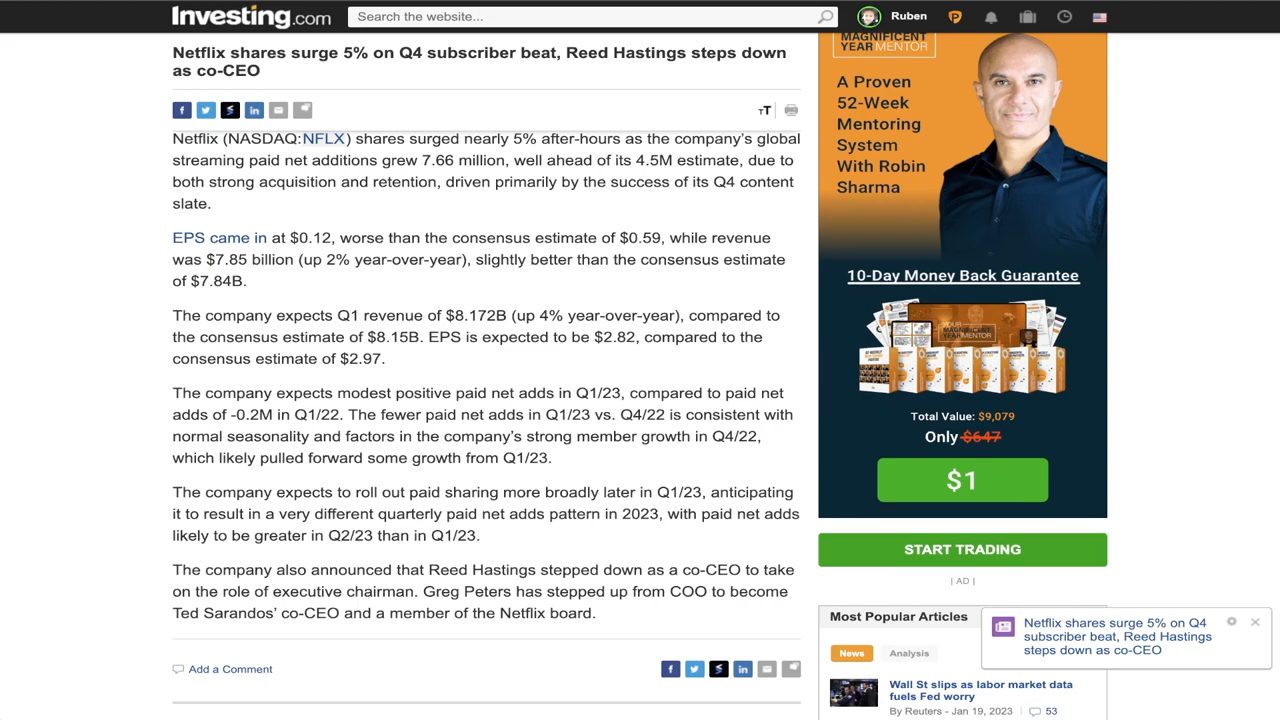 Investing.com
Search the website...
Ruben
Netflix shares surge 5% on Q4 subscriber beat, Reed Hastings steps down
as co-CEO
Netflix (NASDAQ:NFLX) shares surged nearly 5% after-hours as the company's global
streaming paid net additions grew 7.66 million, well ahead of its 4.5M estimate, due to
both strong acquisition and retention, driven primarily by the success of its Q4 content
slate.
EPS came in at $0.12, worse than the consensus estimate of $0.59, while revenue
was $7.85 billion (up 2% year-over-year), slightly better than the consensus estimate
of $7.84B.
The company expects Q1 revenue of $8.172B (up 4% year-over-year), compared to
the consensus estimate of $8.15B. EPS is expected to be $2.82, compared to the
consensus estimate of $2.97.
The company expects modest positive paid net adds in Q1/23, compared to paid net
adds of -0.2M in Q1/22. The fewer paid net adds in Q1/23 vs. Q4/22 is consistent with
normal seasonality and factors in the company's strong member growth in Q4/22,
which likely pulled forward some growth from Q1/23.
The company expects to roll out paid sharing more broadly later in Q1/23, anticipating
it to result in a very different quarterly paid net adds pattern in 2023, with paid net adds
likely to be greater in Q2/23 than in Q1/23.
The company also announced that Reed Hastings stepped down as a co-CEO to take
on the role of executive chairman. Greg Peters has stepped up from COO to become
Ted Sarandos' co-CEO and a member of the Netflix board.
Add a Comment
MAGNIFICENT
YEAR MENTOR
A Proven
52-Week
Mentoring
System
With Robin
Sharma
10-Day Money Back Guarantee
MAGNIFICENT
YEAR MENTOR
Total Value: $9,079
Only $647
$1
START TRADING
| AD |
Most Popular Articles
News
Analysis
Wall St slips as labor market data
fuels Fed worry
By Reuters - Jan 19, 2023
53
Netflix shares surge 5% on Q4
subscriber beat, Reed Hastings
steps down as co-CEO